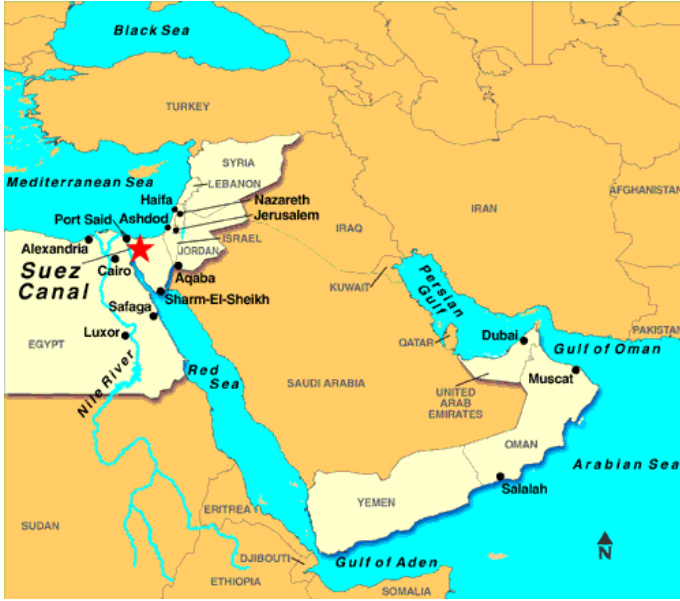 Black Sea
TURKEY
SYRIA
Mediterranean Sea
LEBANON
AFGHANISTAN
Haifa
Nazareth
IRAN
Port Said
Ashdod
Jerusalem
IRAQ
Alexandria
ISRAEL
JORDAN
Suez
Canal
Cairo
Aqaba
KUWAIT
Persian
Gulf
Sharm-El-Sheikh
Safaga
Luxor
QATAR
Dubai
PAKISTAN
Gulf of Oman
EGYPT
Nile River
Red
Sea
SAUDI ARABIA
UNITED
ARAB
EMIRATES
Muscat
OMAN
Arabian Sea
Salalah
YEMEN
ERITREA
SUDAN
N
DJIBOUTI
Gulf of Aden
ETHIOPIA
SOMALIA